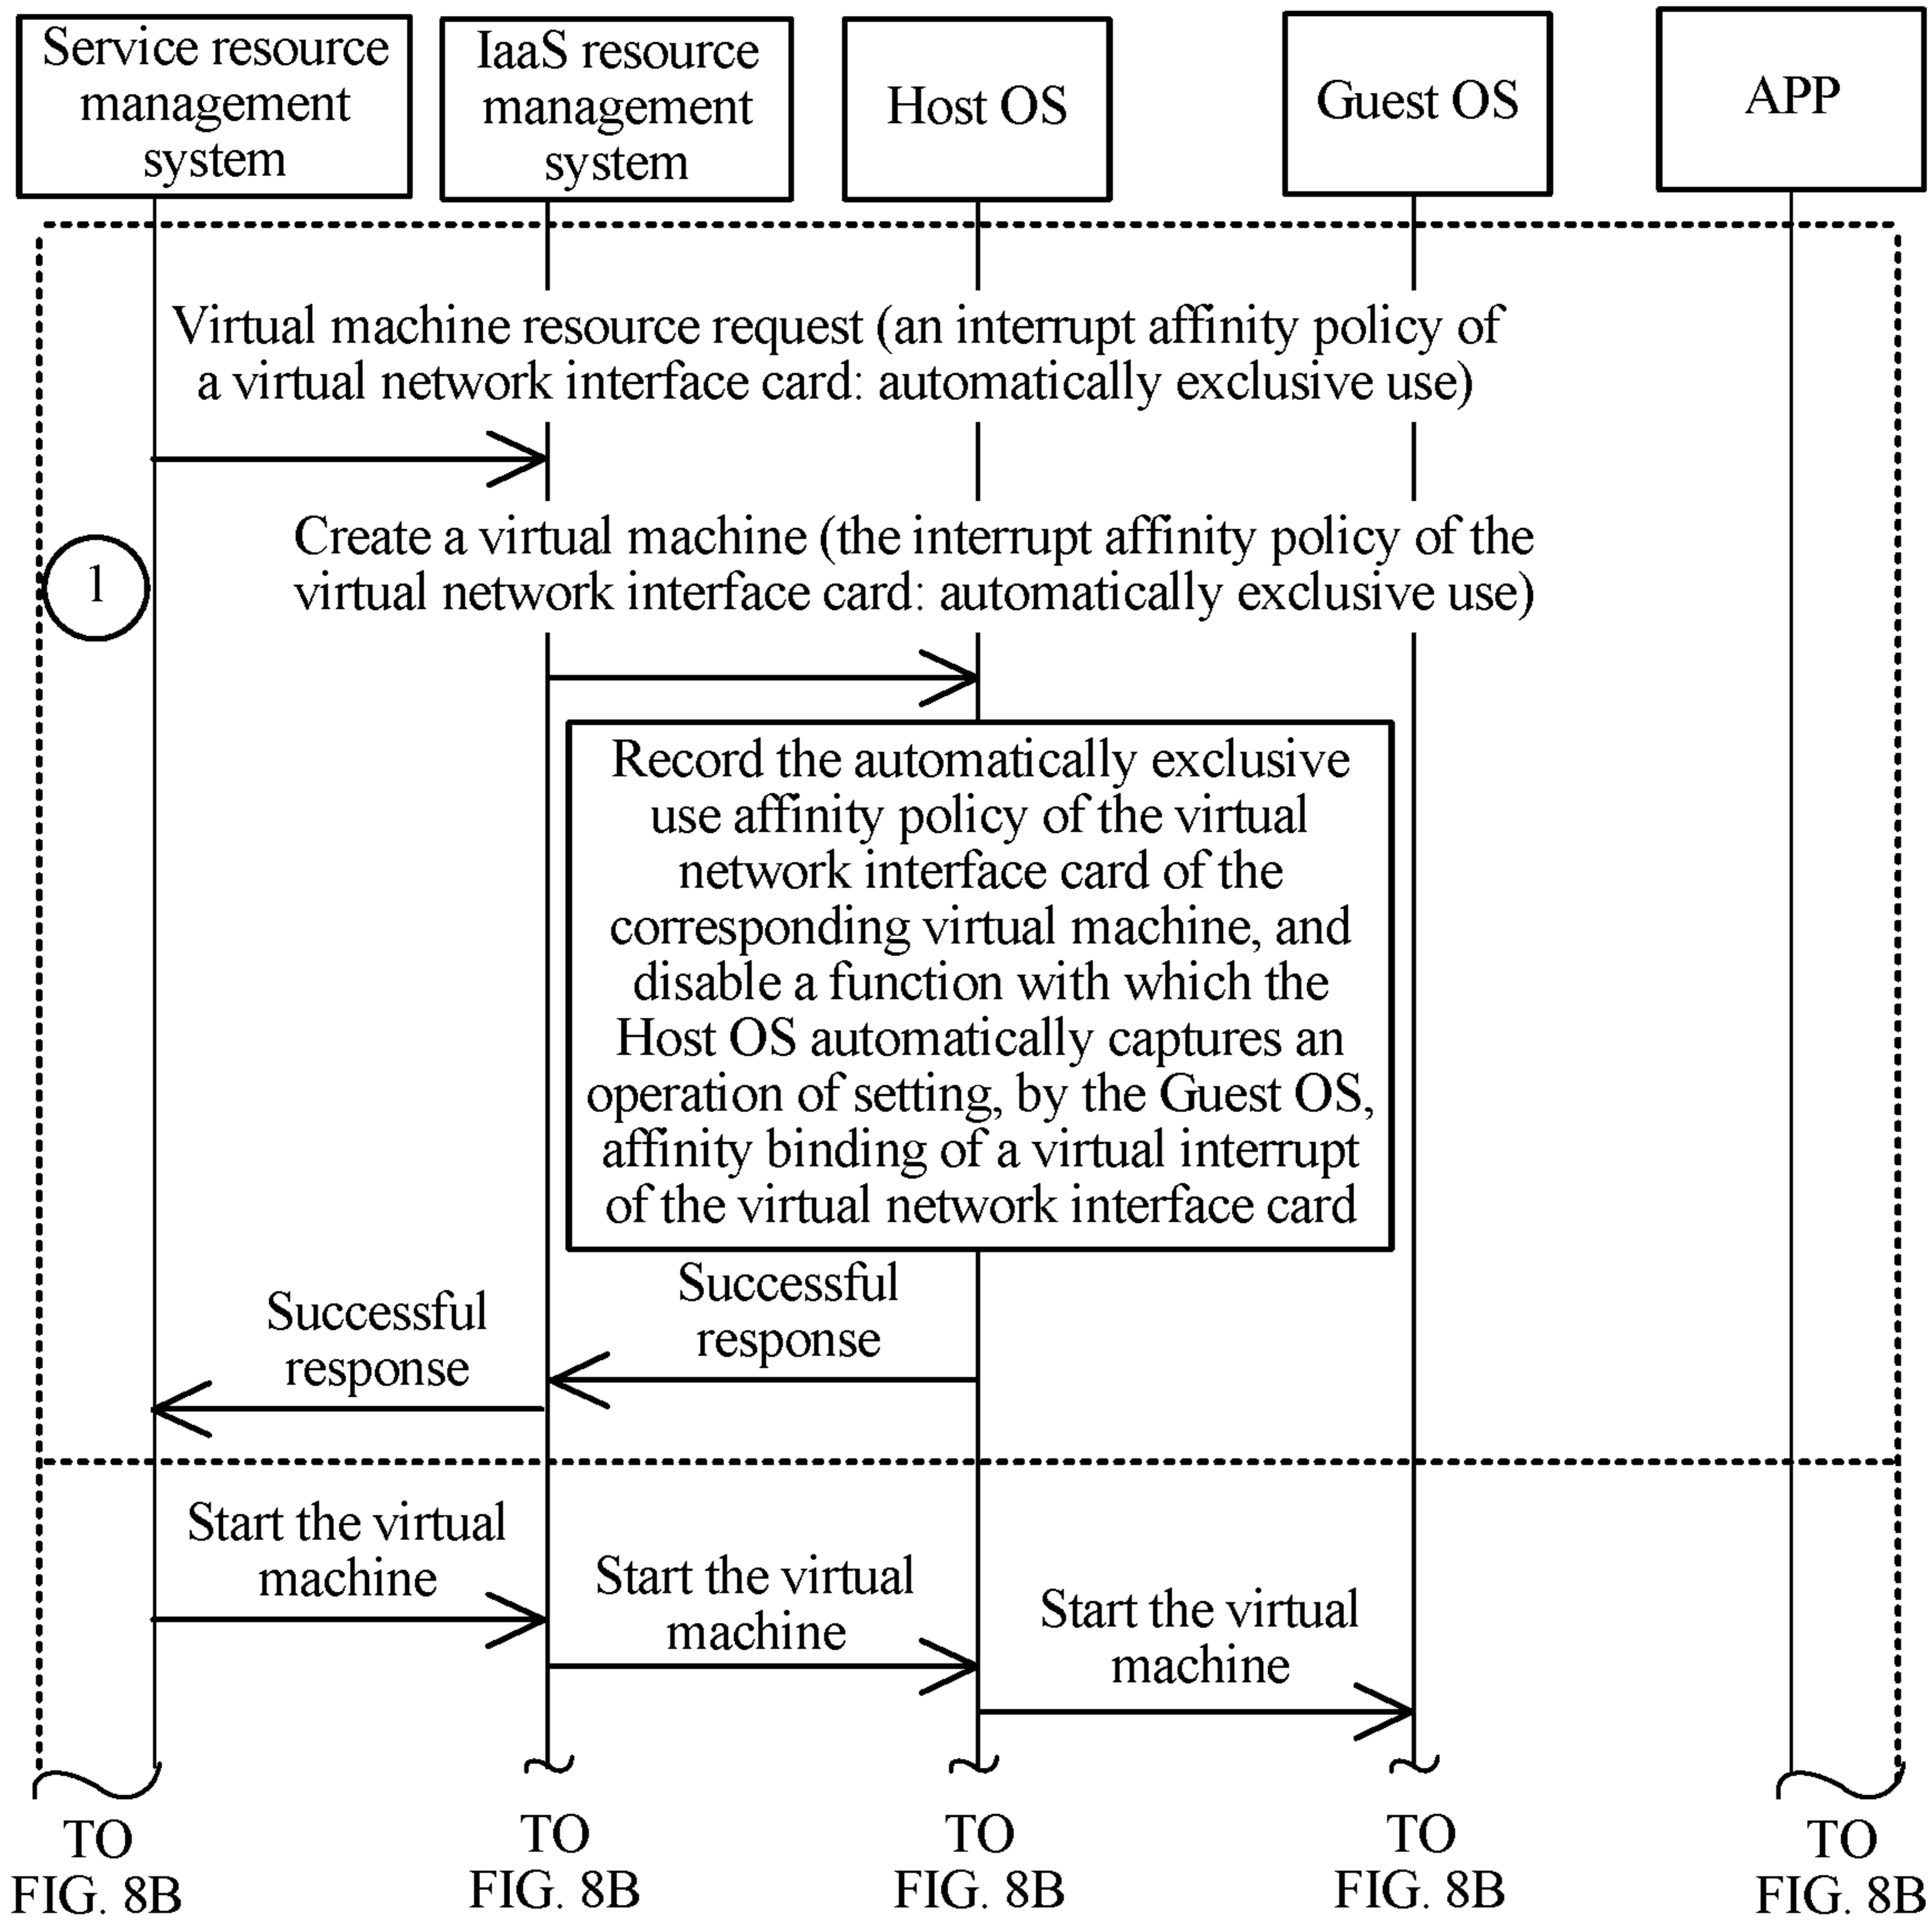 Service resource
management
system
IaaS resource
management
system
Host OS
Guest OS
APP
Virtual machine resource request (an interrupt affinity policy of
a virtual network interface card: automatically exclusive use)
1
Create a virtual machine (the interrupt affinity policy of the
virtual network interface card: automatically exclusive use)
Record the automatically exclusive
use affinity policy of the virtual
network interface card of the
corresponding virtual machine, and
disable a function with which the
Host OS automatically captures an
operation of setting, by the Guest OS,
affinity binding of a virtual interrupt
of the virtual network interface card
Successful
response
Successful
response
Start the virtual
machine
Start the virtual
machine
Start the virtual
machine
TO
FIG. 8B
TO
FIG. 8B
TO
FIG. 8B
TO
FIG. 8B
TO
FIG. 8B